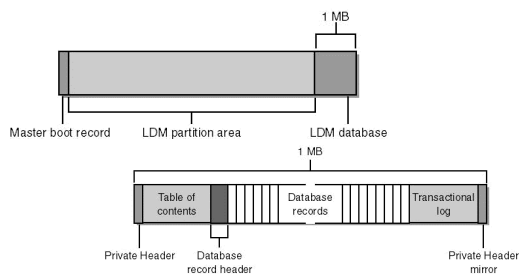 1 MB
Master boot record
LDM partition area
LDM database
1 MB
Table of
contents
Database
records
Transactional
log
Private Header
Database
record header
Private Header
mirror